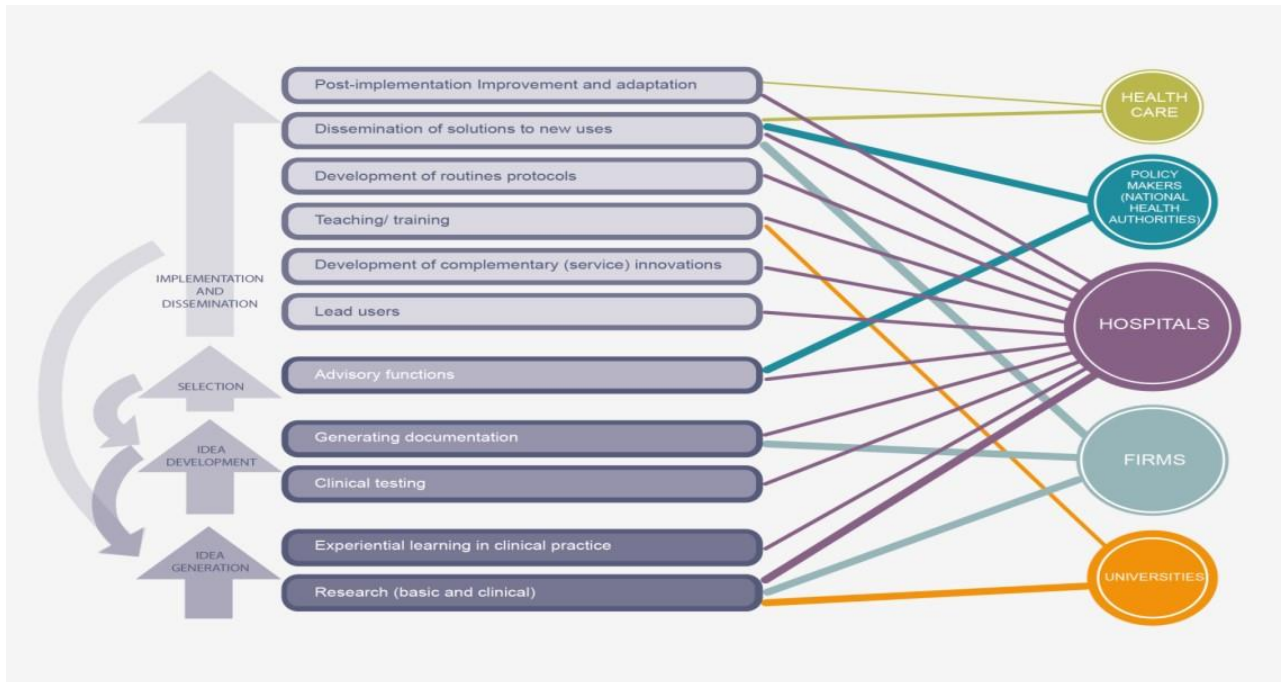 Post-implementation Improvement and adaptation
Dissemination of solutions to new uses
Development of routines protocols
Teaching/ training
Development of complementary (service) innovations
Lead users
Advisory functions
Generating documentation
Clinical testing
Experiential learning in clinical practice
Research (basic and clinical)
IMPLEMENTATION
AND
DISSEMINATION
SELECTION
IDEA
DEVELOPMENT
IDEA
GENERATION
HEALTH
CARE
POLICY
MAKERS
(NATIONAL
HEALTH
AUTHORITIES)
HOSPITALS
FIRMS
UNIVERSITIES